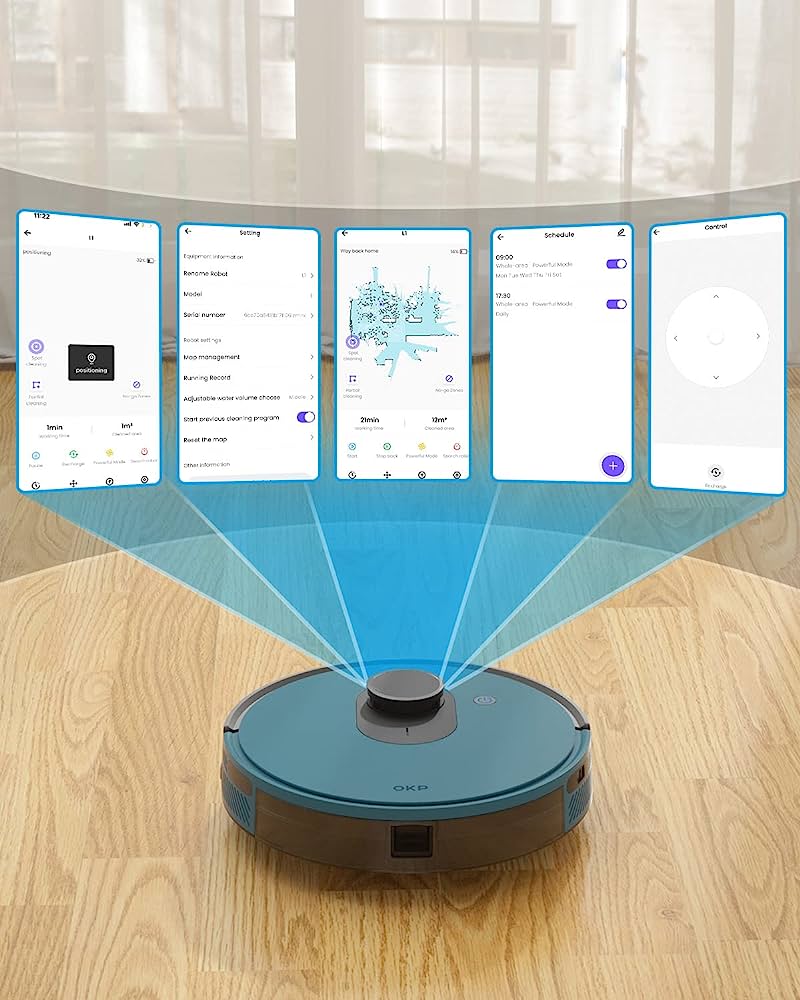 11:22
L1
Positioning
32%
Spot
cleaning
positioning
Partial
cleaning
No-go Zones
1min
1m²
Working time
Cleaned area
Recharge
Powerful Mode
Setting
Equipment information
Rename Robot
L1
Model
Serial number
Robot settings
Map management
Running Record
Adjustable water volume choose
Middle
Start previous cleaning program
Reset the map
Other information
L1
Way back home
Spot
cleaning
Partial
cleaning
No-go Zones
21min
12m²
Working time
Cleaned area
Start
Stop back
Powerful Mode
Search robot
Schedule
09:00
Whole-area Powerful Mode
Mon Tue Wed Thu Fri Sat
17:30
Whole-area Powerful Mode
Daily
Control
Recharge
OKP